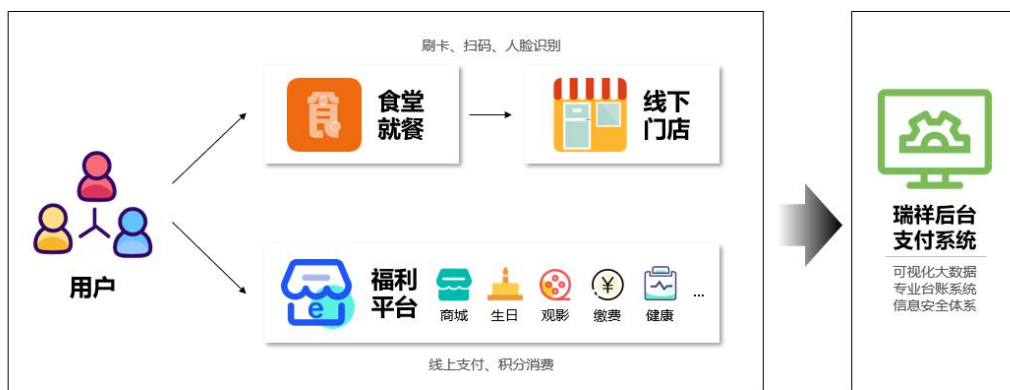 刷卡、扫码、人脸识别
食
食堂
就餐
线下
门店
用户
e
福利
平台
商城
生日
观影
¥
缴费
健康
...
线上支付、积分消费
瑞祥后台
支付系统
可视化大数据
专业台账系统
信息安全体系